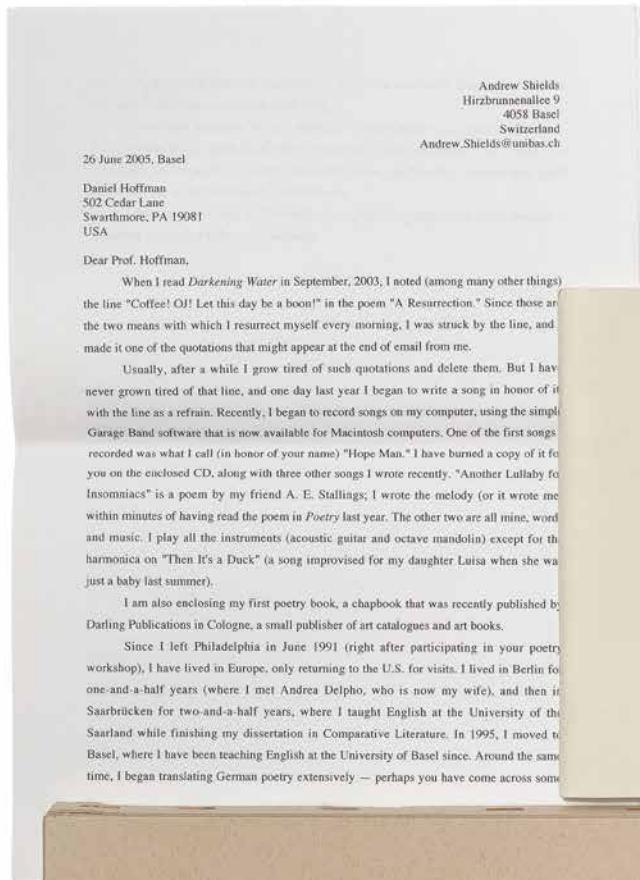 Andrew Shields
Hirzbrunnenallee 9
4058 Basel
Switzerland
Andrew.Shields@unibas.ch
26 June 2005, Basel
Daniel Hoffman
502 Cedar Lane
Swarthmore, PA 19081
USA
Dear Prof. Hoffman,
When I read Darkening Water in September, 2003, I noted (among many other things)
the line "Coffee! OJ! Let this day be a boon!" in the poem "A Resurrection." Since those are
the two means with which I resurrect myself every morning, I was struck by the line, and
made it one of the quotations that might appear at the end of email from me.
Usually, after a while I grow tired of such quotations and delete them. But I hav
never grown tired of that line, and one day last year I began to write a song in honor of it
with the line as a refrain. Recently, I began to record songs on my computer, using the simpl
Garage Band software that is now available for Macintosh computers. One of the first songs
recorded was what I call (in honor of your name) "Hope Man." I have burned a copy of it fo
you on the enclosed CD, along with three other songs I wrote recently. "Another Lullaby fo
Insomniacs" is a poem by my friend A. E. Stallings; I wrote the melody (or it wrote me
within minutes of having read the poem in Poetry last year. The other two are all mine, word
and music. I play all the instruments (acoustic guitar and octave mandolin) except for th
harmonica on "Then It's a Duck" (a song improvised for my daughter Luisa when she wa
just a baby last summer).
I am also enclosing my first poetry book, a chapbook that was recently published by
Darling Publications in Cologne, a small publisher of art catalogues and art books.
Since I left Philadelphia in June 1991 (right after participating in your poetry
workshop), I have lived in Europe, only returning to the U.S. for visits. I lived in Berlin fo
one-and-a-half years (where I met Andrea Delpho, who is now my wife), and then in
Saarbrücken for two-and-a-half years, where I taught English at the University of the
Saarland while finishing my dissertation in Comparative Literature. In 1995, I moved to
Basel, where I have been teaching English at the University of Basel since. Around the same
time, I began translating German poetry extensively — perhaps you have come across some